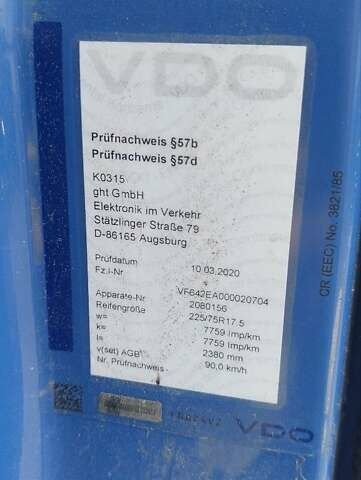 VDO
Prüfnachweis §57b
Prüfnachweis §57d
K0315
ght GmbH
Elektronik im Verkehr
Stätzlinger Straße 79
D-86165 Augsburg
Prüfdatum 10.03.2020
Fz.i-Nr VF642EA000020704
Apparate-Nr 2080156
Reifengröße 225/75R17.5
w= 7759 Imp/km
k= 7759 Imp/km
l= 2380 mm
v(set) AGB 90,0 km/h
Nr. Prüfnachweis -
CR (EEC) No. 3821/85
VDO